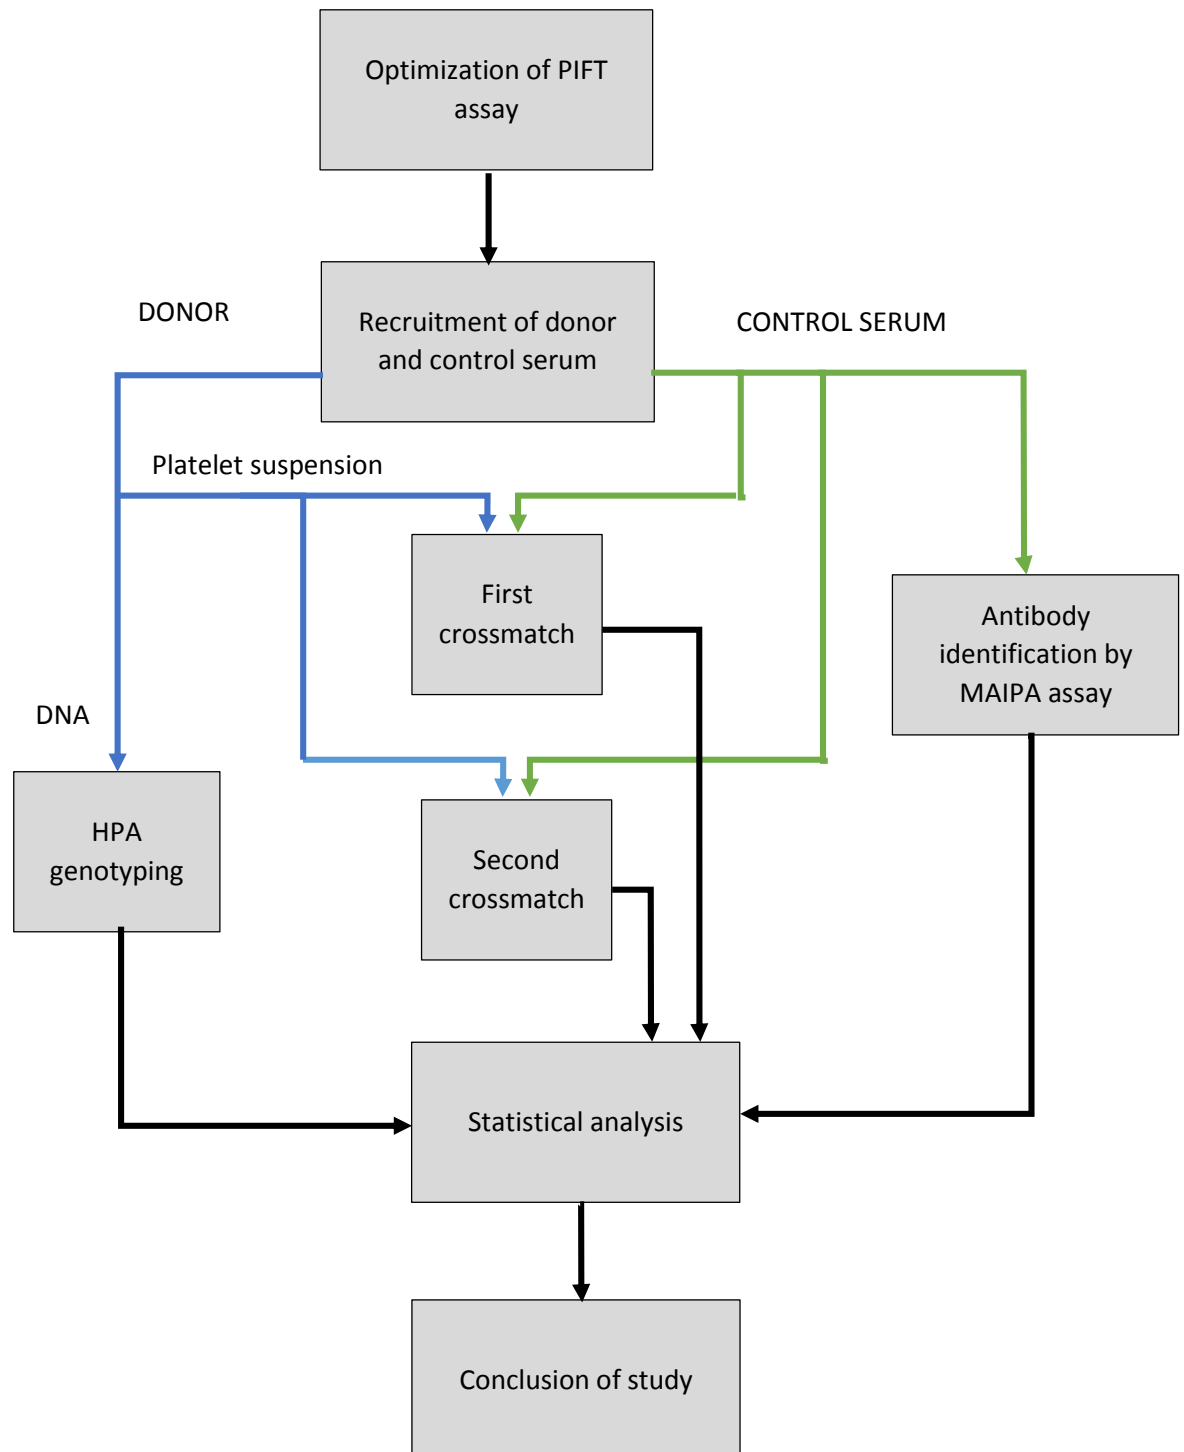 Optimization of PIFT
assay
DONOR
Recruitment of donor
and control serum
CONTROL SERUM
Platelet suspension
First
crossmatch
Antibody
identification by
MAIPA assay
DNA
HPA
genotyping
Second
crossmatch
Statistical analysis
Conclusion of study